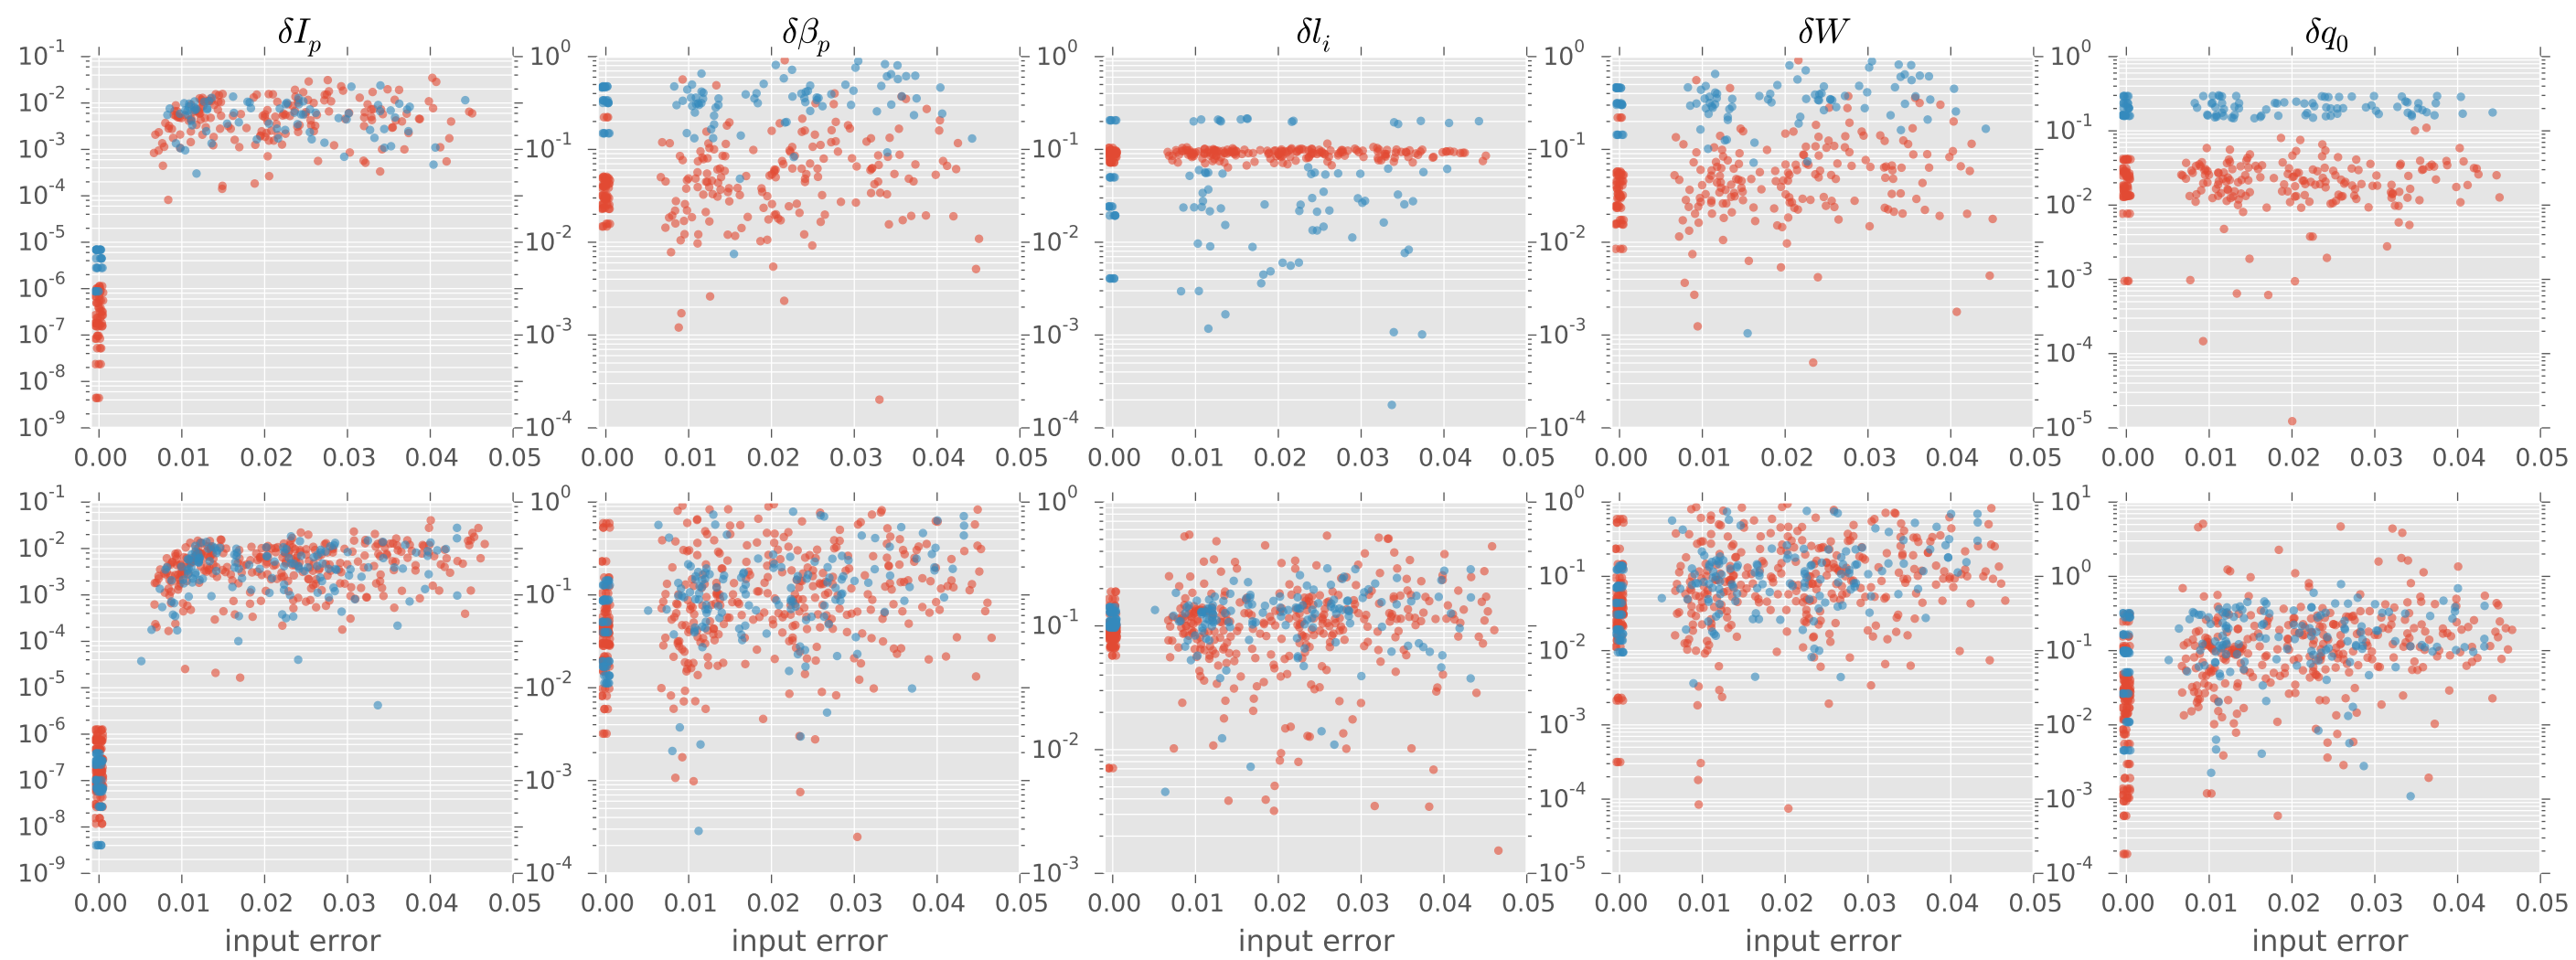 δI_p δβ_p δl_i δW δq_0
10^-1 10^0 10^0 10^0 10^0
10^-2 10^-1 10^-1 10^-1 10^-1
10^-3 10^-2 10^-2 10^-2 10^-2
10^-4 10^-3 10^-3 10^-3 10^-3
10^-5 10^-4 10^-4 10^-4 10^-4
10^-6 10^-5
10^-7
10^-8
10^-9
0.00 0.01 0.02 0.03 0.04 0.05 0.00 0.01 0.02 0.03 0.04 0.05 0.00 0.01 0.02 0.03 0.04 0.05 0.00 0.01 0.02 0.03 0.04 0.05 0.00 0.01 0.02 0.03 0.04 0.05
10^-1 10^0 10^0 10^0 10^1
10^-2 10^-1 10^-1 10^-1 10^0
10^-3 10^-2 10^-2 10^-2 10^-1
10^-4 10^-3 10^-3 10^-3 10^-2
10^-5 10^-4 10^-4 10^-3
10^-6 10^-5 10^-4
10^-7
10^-8
10^-9
0.00 0.01 0.02 0.03 0.04 0.05 0.00 0.01 0.02 0.03 0.04 0.05 0.00 0.01 0.02 0.03 0.04 0.05 0.00 0.01 0.02 0.03 0.04 0.05 0.00 0.01 0.02 0.03 0.04 0.05
input error input error input error input error input error